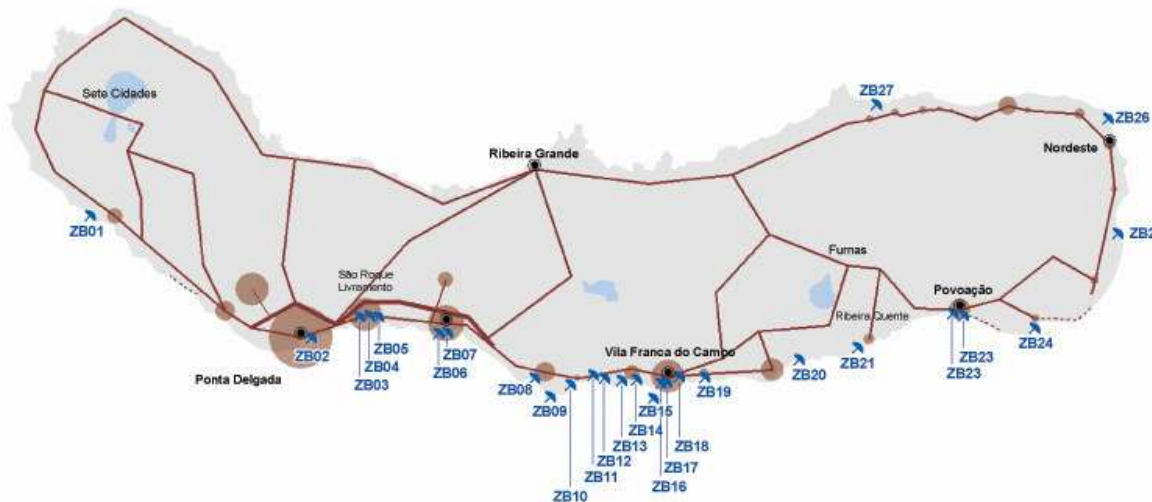 Sete Cidades
ZB27
ZB26
Ribeira Grande
Nordeste
ZB01
ZB2
São Roque
Livramento
Furnas
Povoação
Ribeira Quente
ZB02
ZB05
ZB04
ZB03
ZB07
ZB06
Ponta Delgada
Vila Franca do Campo
ZB20
ZB21
ZB23
ZB23
ZB24
ZB08
ZB09
ZB10
ZB11
ZB12
ZB13
ZB14
ZB15
ZB16
ZB17
ZB18
ZB19